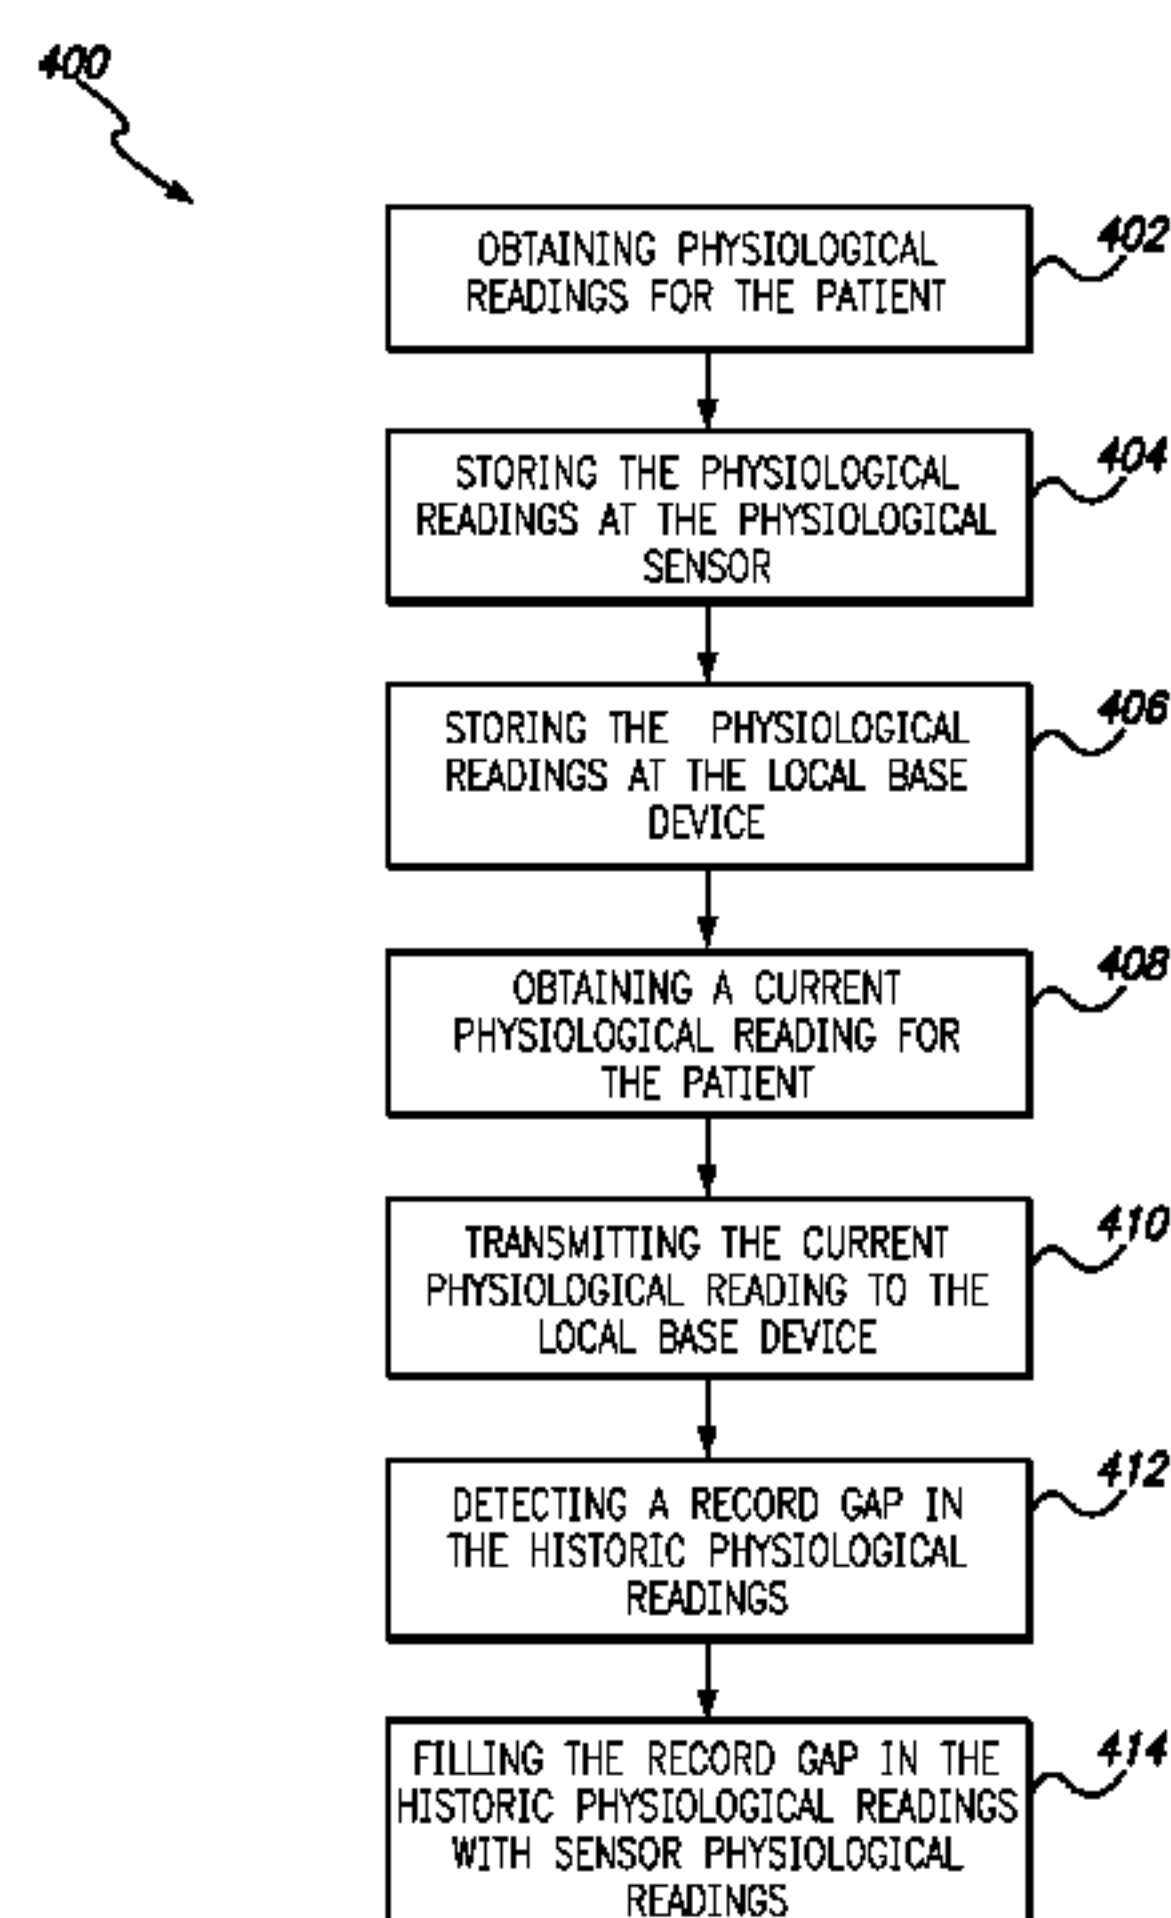 400
OBTAINING PHYSIOLOGICAL
READINGS FOR THE PATIENT
402
STORING THE PHYSIOLOGICAL
READINGS AT THE PHYSIOLOGICAL
SENSOR
404
STORING THE PHYSIOLOGICAL
READINGS AT THE LOCAL BASE
DEVICE
406
OBTAINING A CURRENT
PHYSIOLOGICAL READING FOR
THE PATIENT
408
TRANSMITTING THE CURRENT
PHYSIOLOGICAL READING TO THE
LOCAL BASE DEVICE
410
DETECTING A RECORD GAP IN
THE HISTORIC PHYSIOLOGICAL
READINGS
412
FILLING THE RECORD GAP IN THE
HISTORIC PHYSIOLOGICAL READINGS
WITH SENSOR PHYSIOLOGICAL
READINGS
414